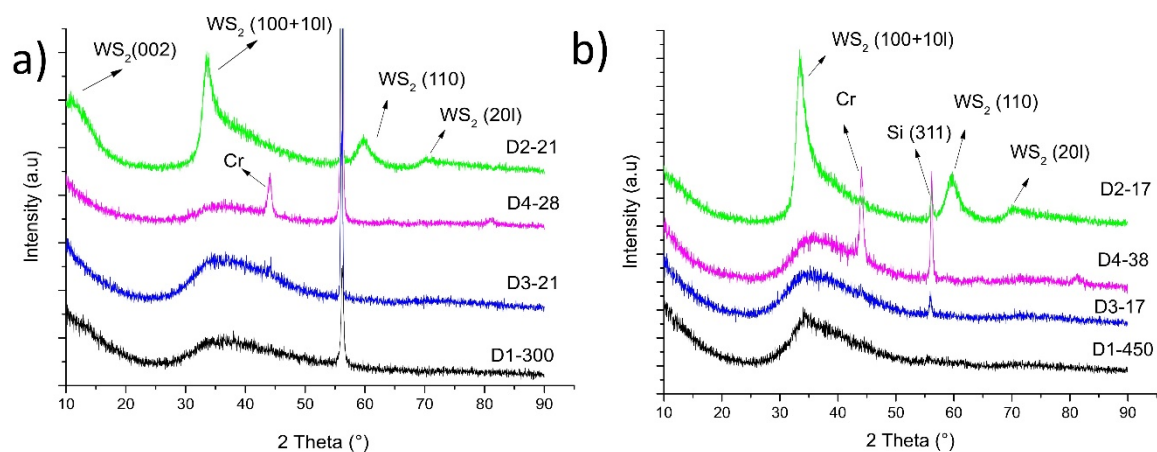 a)
WS₂(002)
WS₂ (100+10l)
WS₂ (110)
WS₂ (20l)
Cr
D2-21
D4-28
D3-21
D1-300
Intensity (a.u)
10 20 30 40 50 60 70 80 90
2 Theta (°)
b)
WS₂ (100+10l)
Cr
Si (311)
WS₂ (110)
WS₂ (20l)
D2-17
D4-38
D3-17
D1-450
Intensity (a.u)
10 20 30 40 50 60 70 80 90
2 Theta (°)